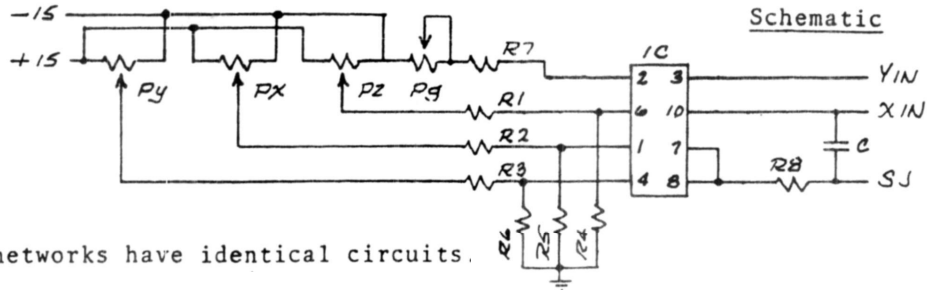 Schematic
-15
+15
Py
Px
Pz
Pg
R7
IC
2 3
YIN
R1
6 10
XIN
R2
1 7
C
R3
4 8
R8
SJ
R6
R5
R4
networks have identical circuits.